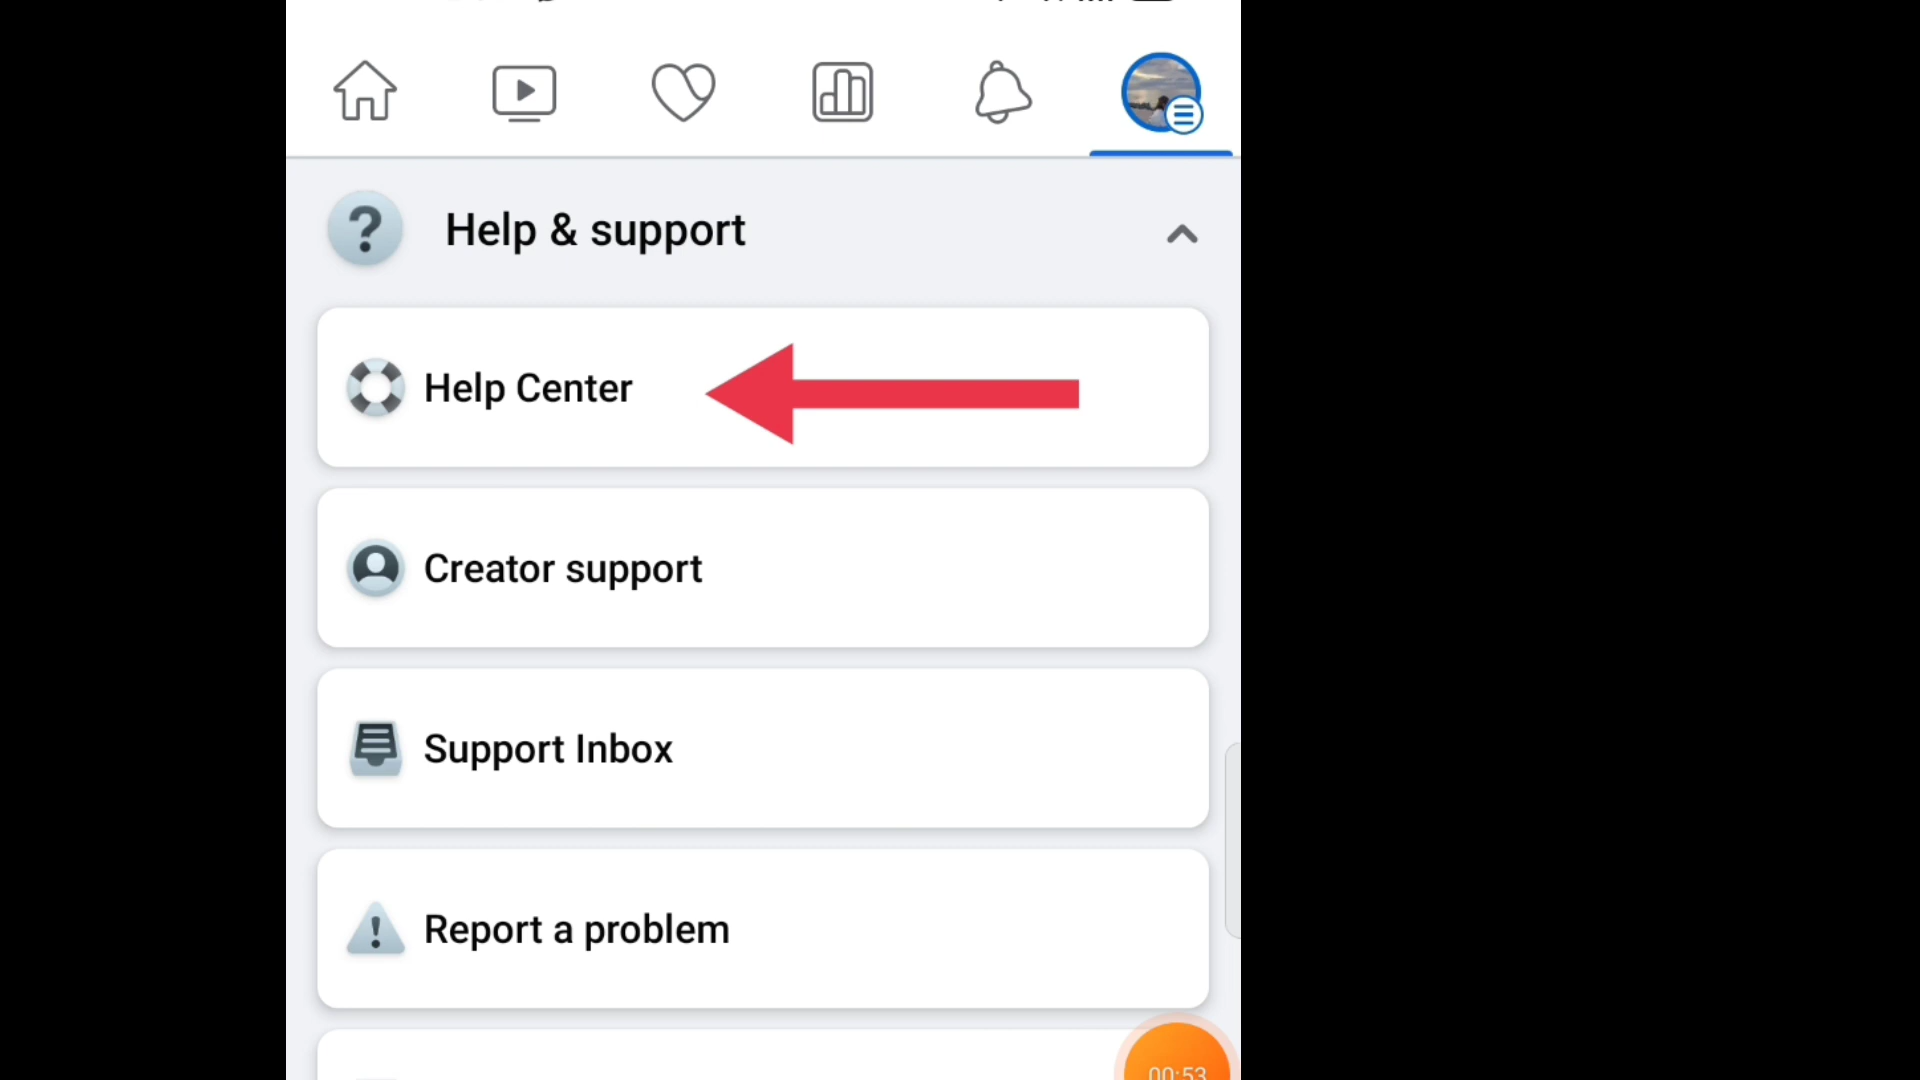 Help & support
Help Center
Creator support
Support Inbox
Report a problem
00:53